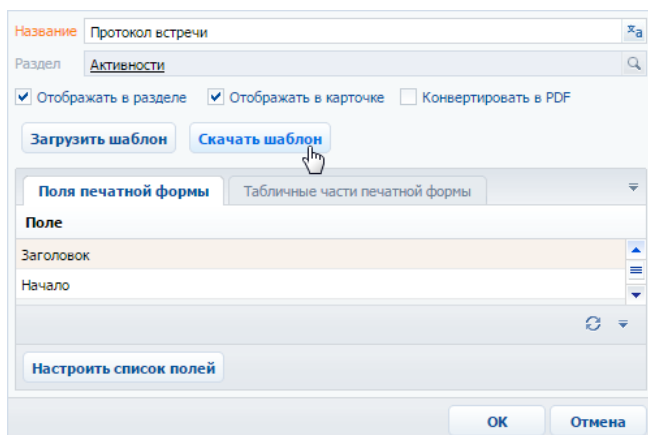 Название Протокол встречи
Раздел Активности
Отображать в разделе Отображать в карточке Конвертировать в PDF
Загрузить шаблон Скачать шаблон
Поля печатной формы Табличные части печатной формы
Поле
Заголовок
Начало
Настроить список полей
ОК Отмена